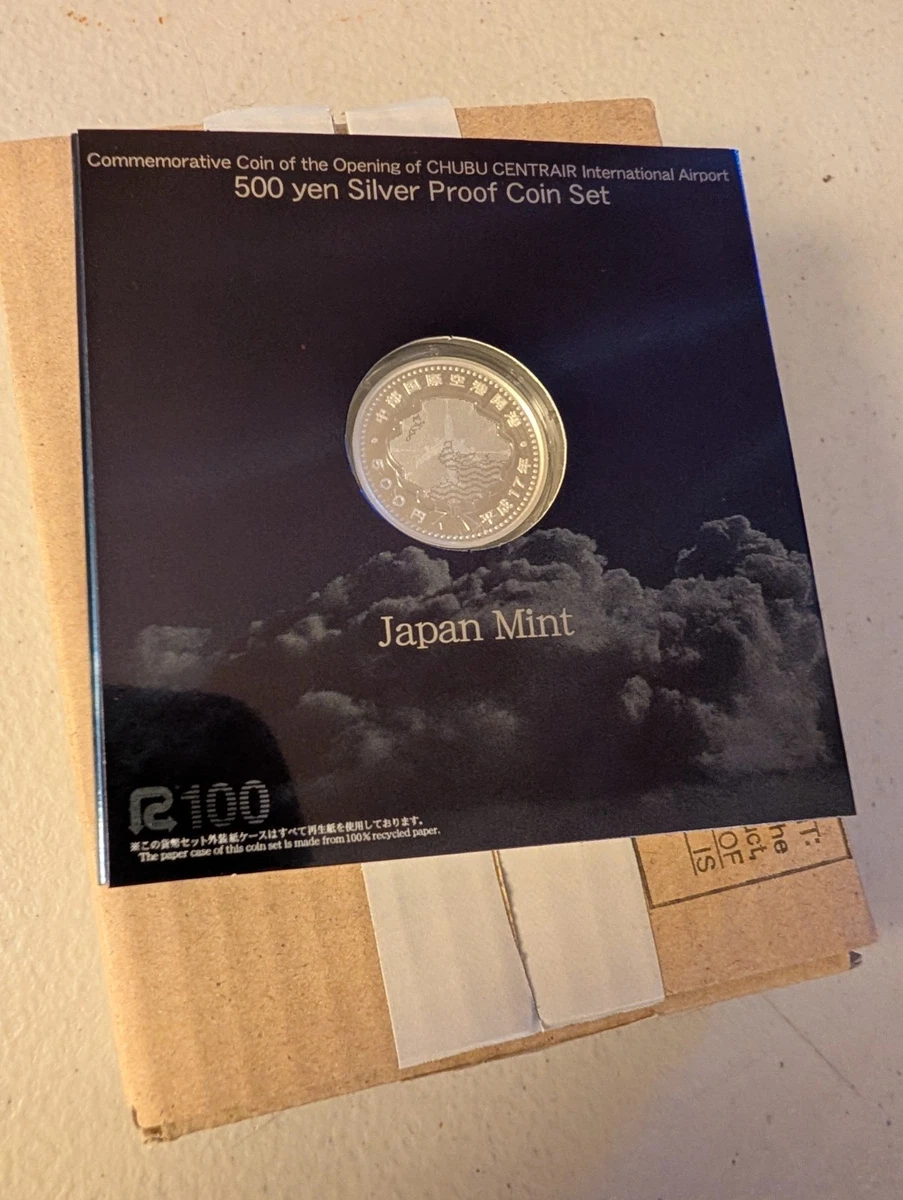 Commemorative Coin of the Opening of CHUBU CENTRAIR International Airport
500 yen Silver Proof Coin Set
・中部国際空港開港・
500円
平成17年
Japan Mint
R100
※この貨幣セット外装紙ケースはすべて再生紙を使用しております。
The paper case of this coin set is made from 100% recycled paper.
T:
he
uct,
OF
IS